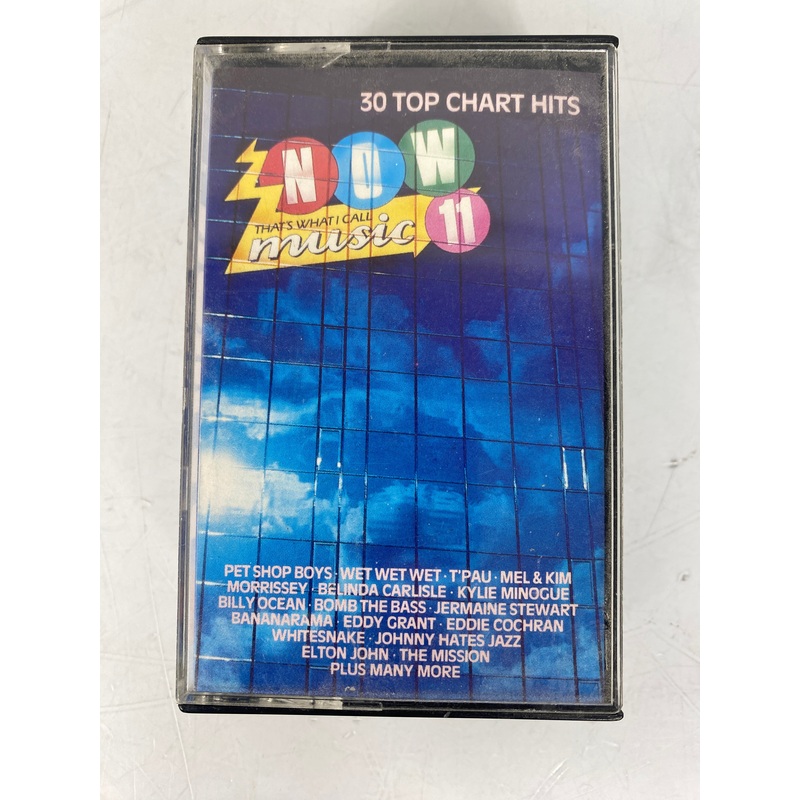 30 TOP CHART HITS
NOW
THAT'S WHAT I CALL
music 11
PET SHOP BOYS · WET WET WET · T'PAU · MEL & KIM
MORRISSEY · BELINDA CARLISLE · KYLIE MINOGUE
BILLY OCEAN · BOMB THE BASS · JERMAINE STEWART
BANANARAMA · EDDY GRANT · EDDIE COCHRAN
WHITESNAKE · JOHNNY HATES JAZZ
ELTON JOHN · THE MISSION
PLUS MANY MORE